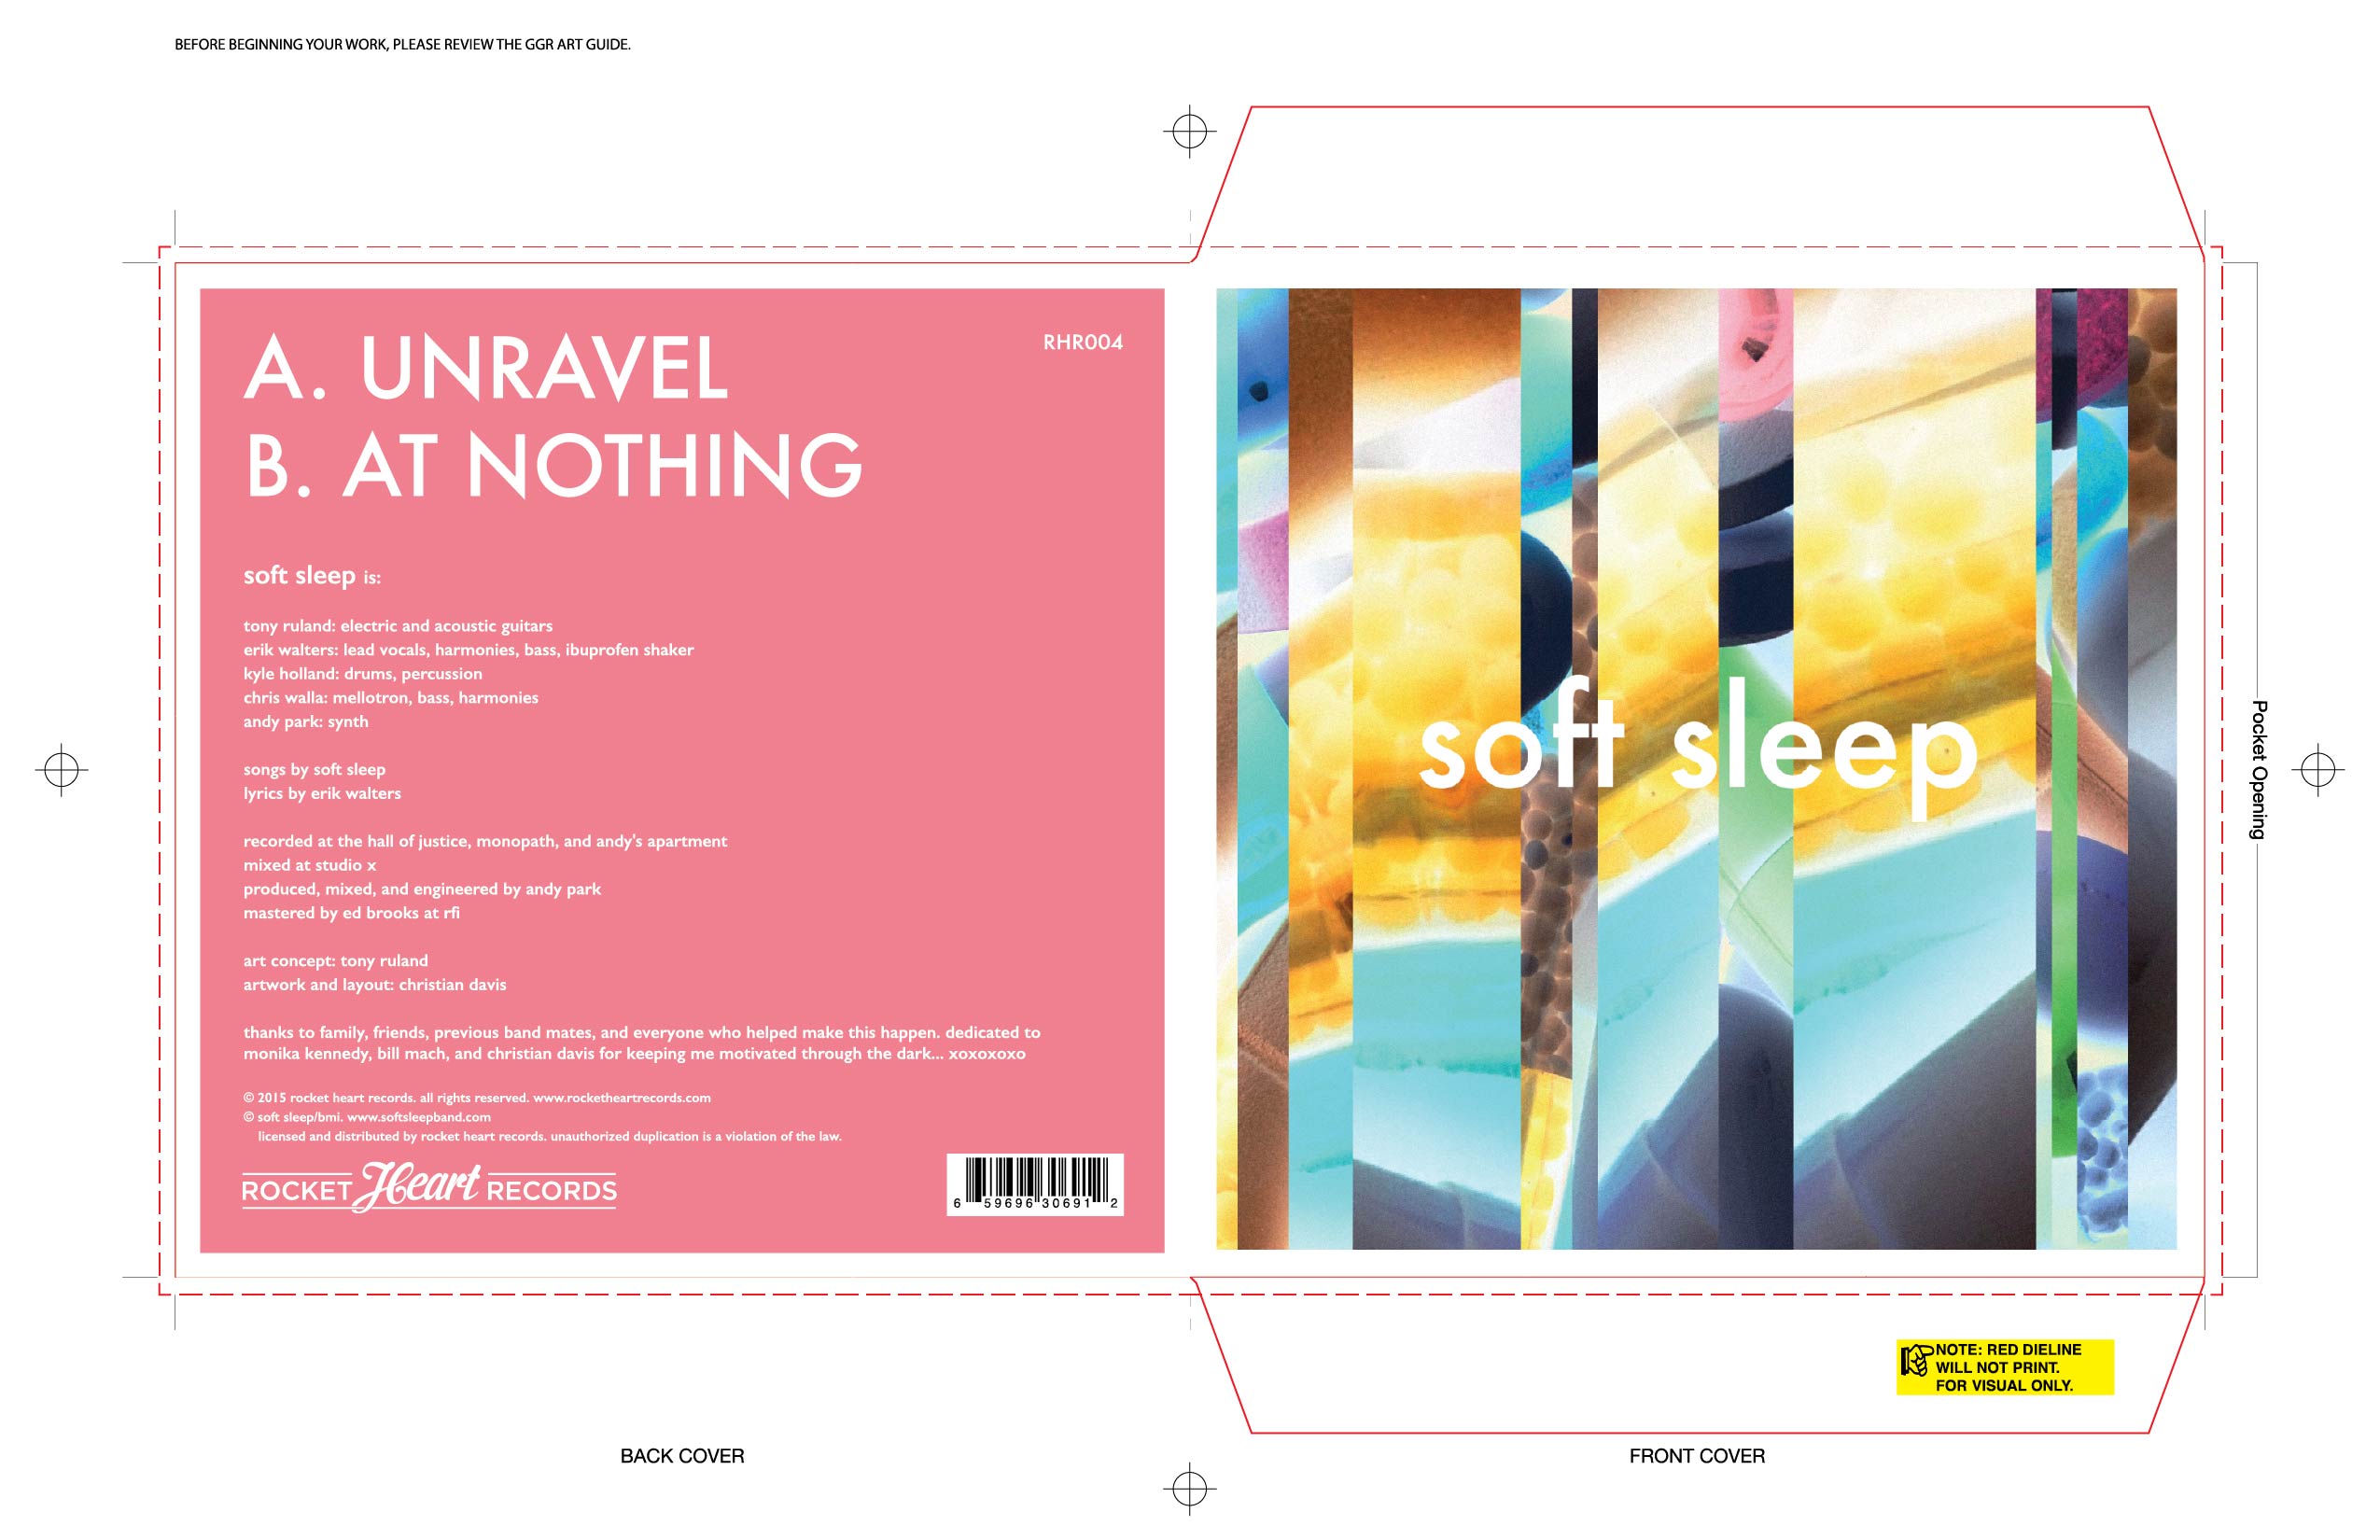 BEFORE BEGINNING YOUR WORK, PLEASE REVIEW THE GGR ART GUIDE.
A. UNRAVEL
B. AT NOTHING
RHR004
soft sleep is:
tony ruland: electric and acoustic guitars
erik walters: lead vocals, harmonies, bass, ibuprofen shaker
kyle holland: drums, percussion
chris walla: mellotron, bass, harmonies
andy park: synth
songs by soft sleep
lyrics by erik walters
recorded at the hall of justice, monopath, and andy's apartment
mixed at studio x
produced, mixed, and engineered by andy park
mastered by ed brooks at rfi
art concept: tony ruland
artwork and layout: christian davis
thanks to family, friends, previous band mates, and everyone who helped make this happen. dedicated to
monika kennedy, bill mach, and christian davis for keeping me motivated through the dark... xoxoxoxo
© 2015 rocket heart records. all rights reserved. www.rocketheartrecords.com
© soft sleep/bmi. www.softsleepband.com
licensed and distributed by rocket heart records. unauthorized duplication is a violation of the law.
ROCKET Heart RECORDS
6 59696 30691 2
soft sleep
Pocket Opening
NOTE: RED DIELINE
WILL NOT PRINT.
FOR VISUAL ONLY.
BACK COVER
FRONT COVER